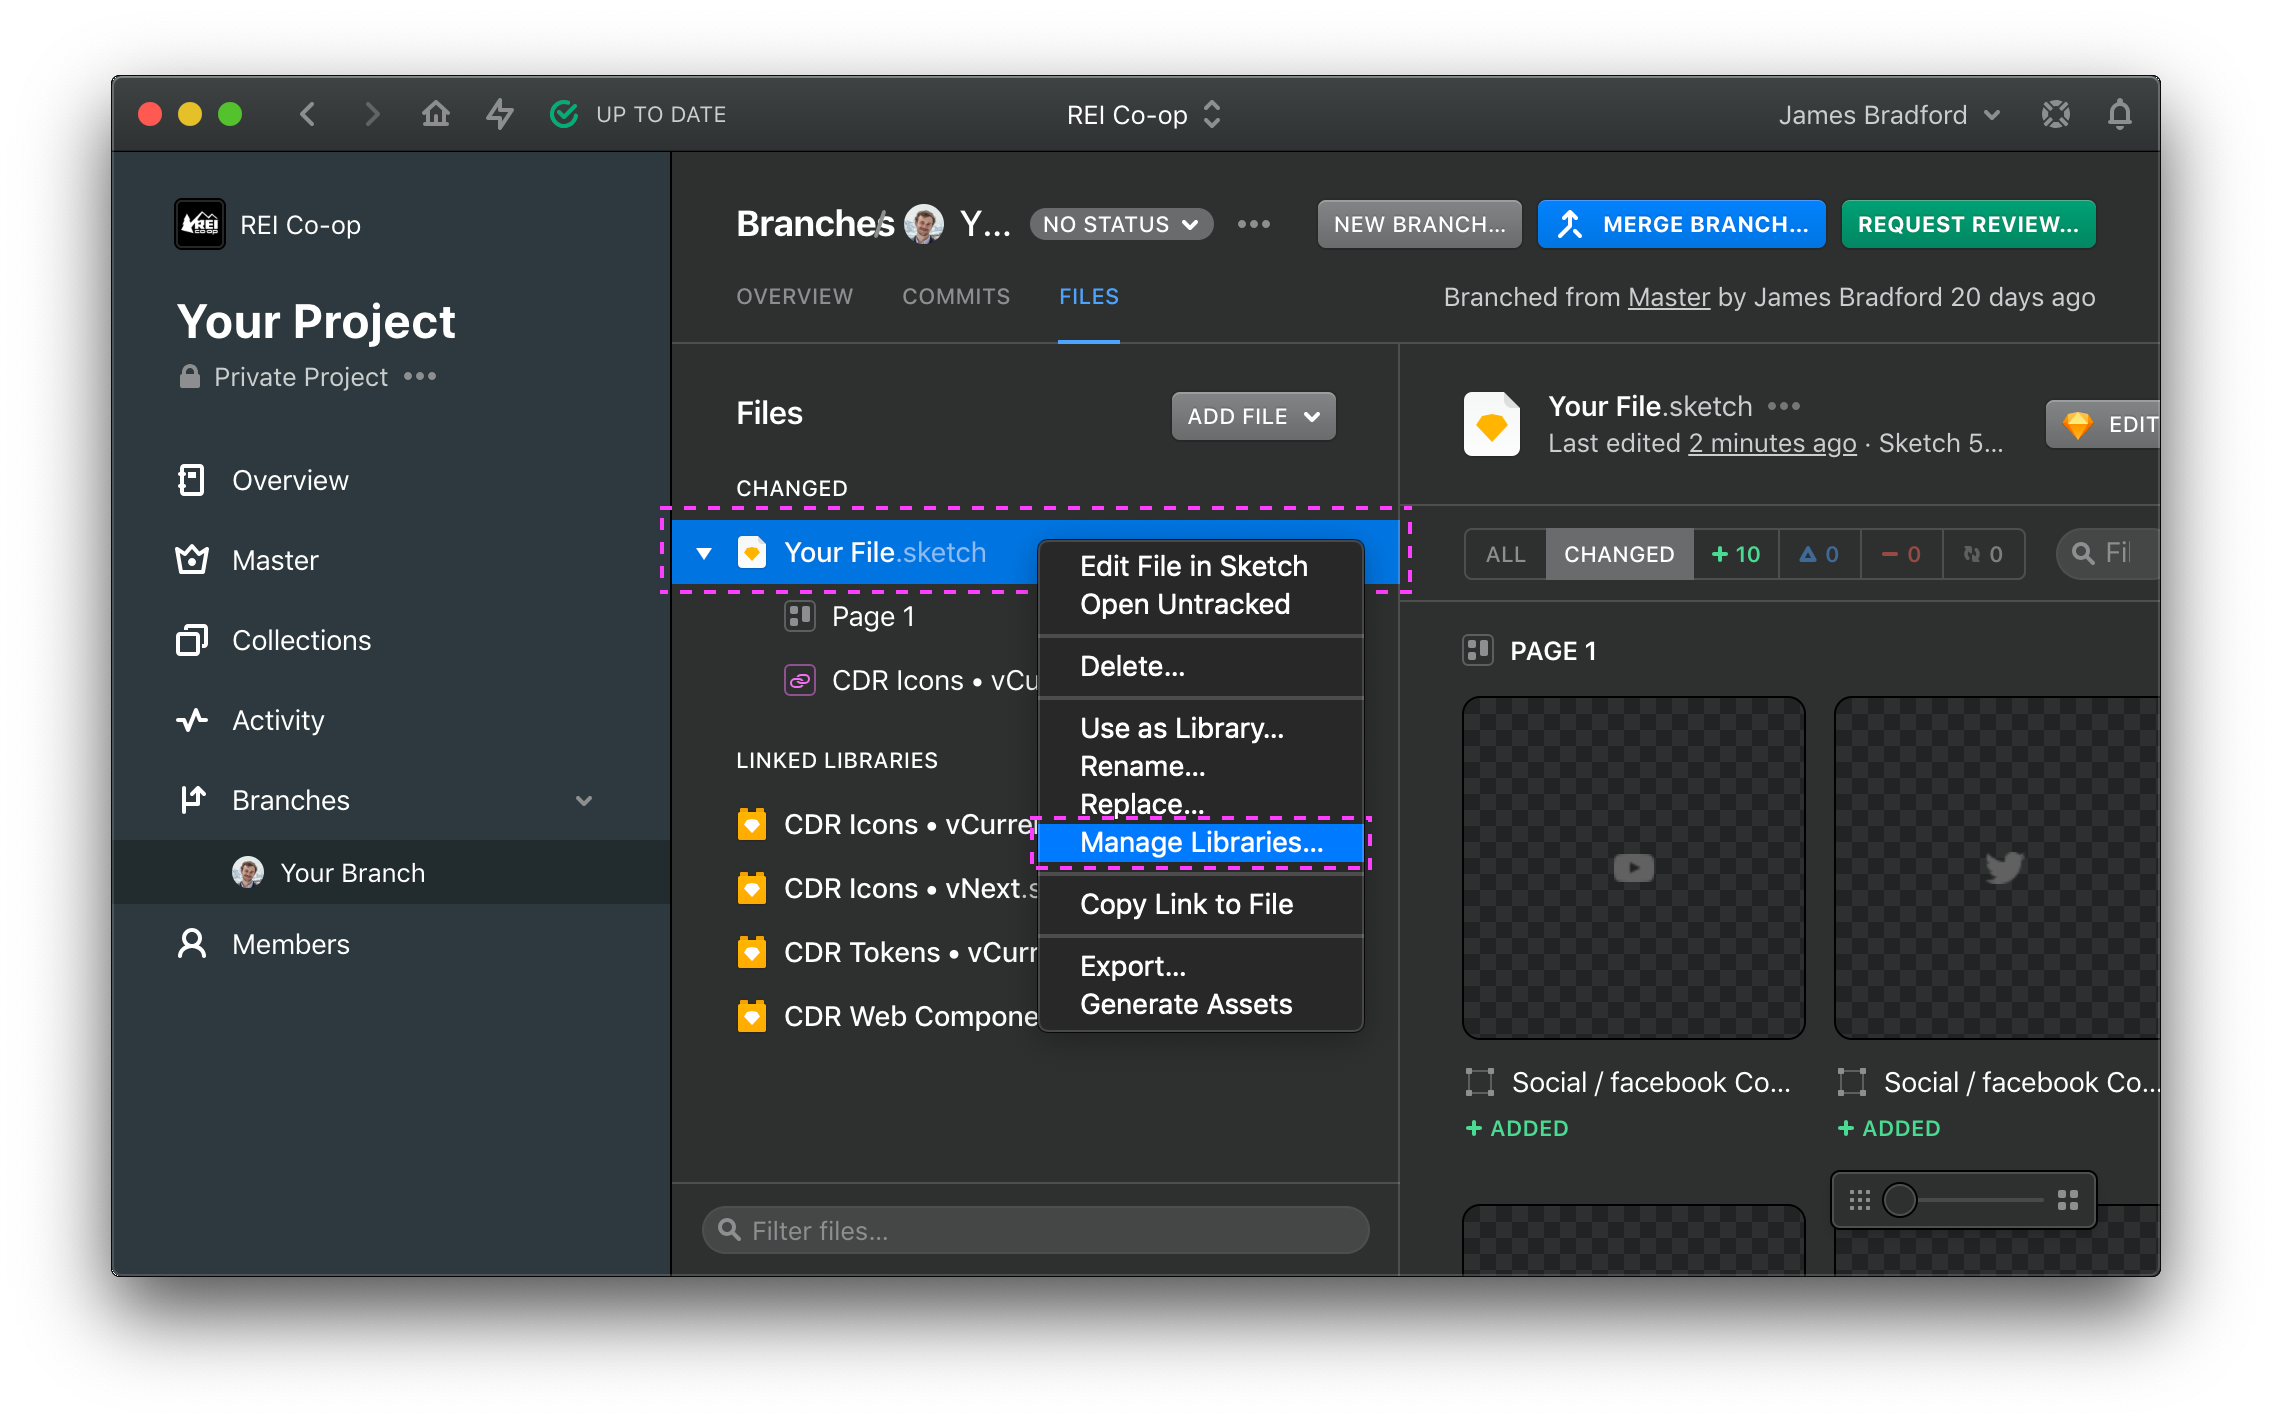 UP TO DATE
REI Co-op
James Bradford
REI CO·OP
REI Co-op
Your Project
Private Project
Overview
Master
Collections
Activity
Branches
Your Branch
Members
Branches / Y...
NO STATUS
NEW BRANCH...
MERGE BRANCH...
REQUEST REVIEW...
OVERVIEW
COMMITS
FILES
Branched from Master by James Bradford 20 days ago
Files
ADD FILE
CHANGED
Your File.sketch
Page 1
CDR Icons • vCu
LINKED LIBRARIES
CDR Icons • vCurre
CDR Icons • vNext.s
CDR Tokens • vCurr
CDR Web Compone
Filter files...
Edit File in Sketch
Open Untracked
Delete...
Use as Library...
Rename...
Replace...
Manage Libraries...
Copy Link to File
Export...
Generate Assets
Your File.sketch
Last edited 2 minutes ago · Sketch 5...
EDIT
ALL
CHANGED
+ 10
0
− 0
0
Fil
PAGE 1
Social / facebook Co...
+ ADDED
Social / facebook Co...
+ ADDED